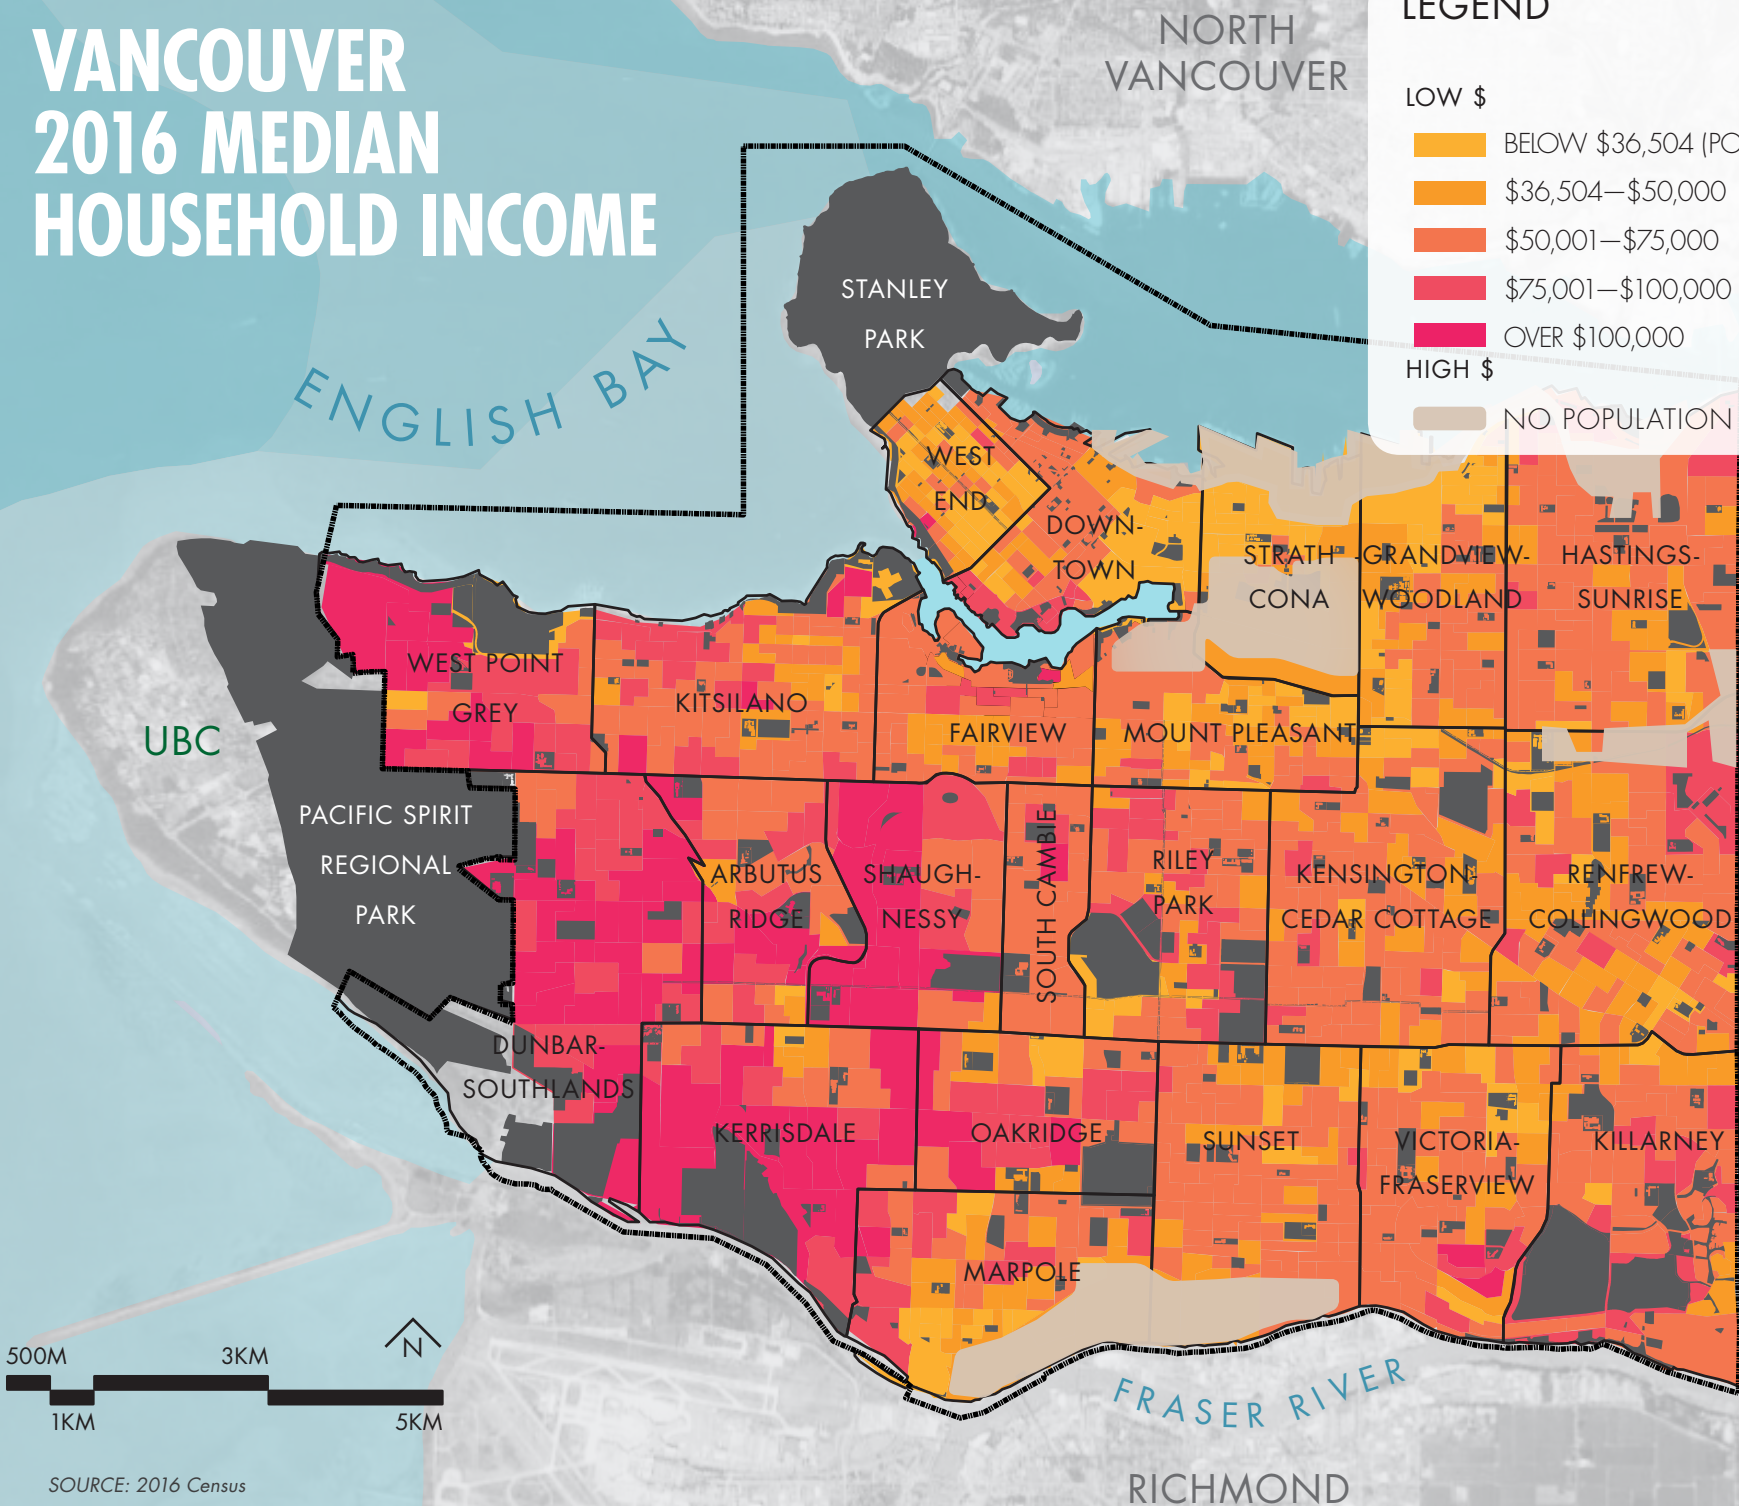 VANCOUVER
2016 MEDIAN
HOUSEHOLD INCOME
NORTH
VANCOUVER
LEGEND
LOW $
BELOW $36,504
$36,504—$50,000
$50,001—$75,000
$75,001—$100,000
OVER $100,000
HIGH $
NO POPULATION
ENGLISH BAY
STANLEY
PARK
WEST
END
DOWN-
TOWN
STRATH-
CONA
GRANDVIEW-
WOODLAND
HASTINGS-
SUNRISE
WEST POINT
GREY
KITSILANO
FAIRVIEW
MOUNT PLEASANT
UBC
PACIFIC SPIRIT
REGIONAL
PARK
ARBUTUS
RIDGE
SHAUGH-
NESSY
SOUTH CAMBIE
RILEY
PARK
KENSINGTON-
CEDAR COTTAGE
RENFREW-
COLLINGWOOD
DUNBAR-
SOUTHLANDS
KERRISDALE
OAKRIDGE
SUNSET
VICTORIA-
FRASERVIEW
KILLARNEY
MARPOLE
FRASER RIVER
RICHMOND
N
500M
3KM
1KM
5KM
SOURCE: 2016 Census